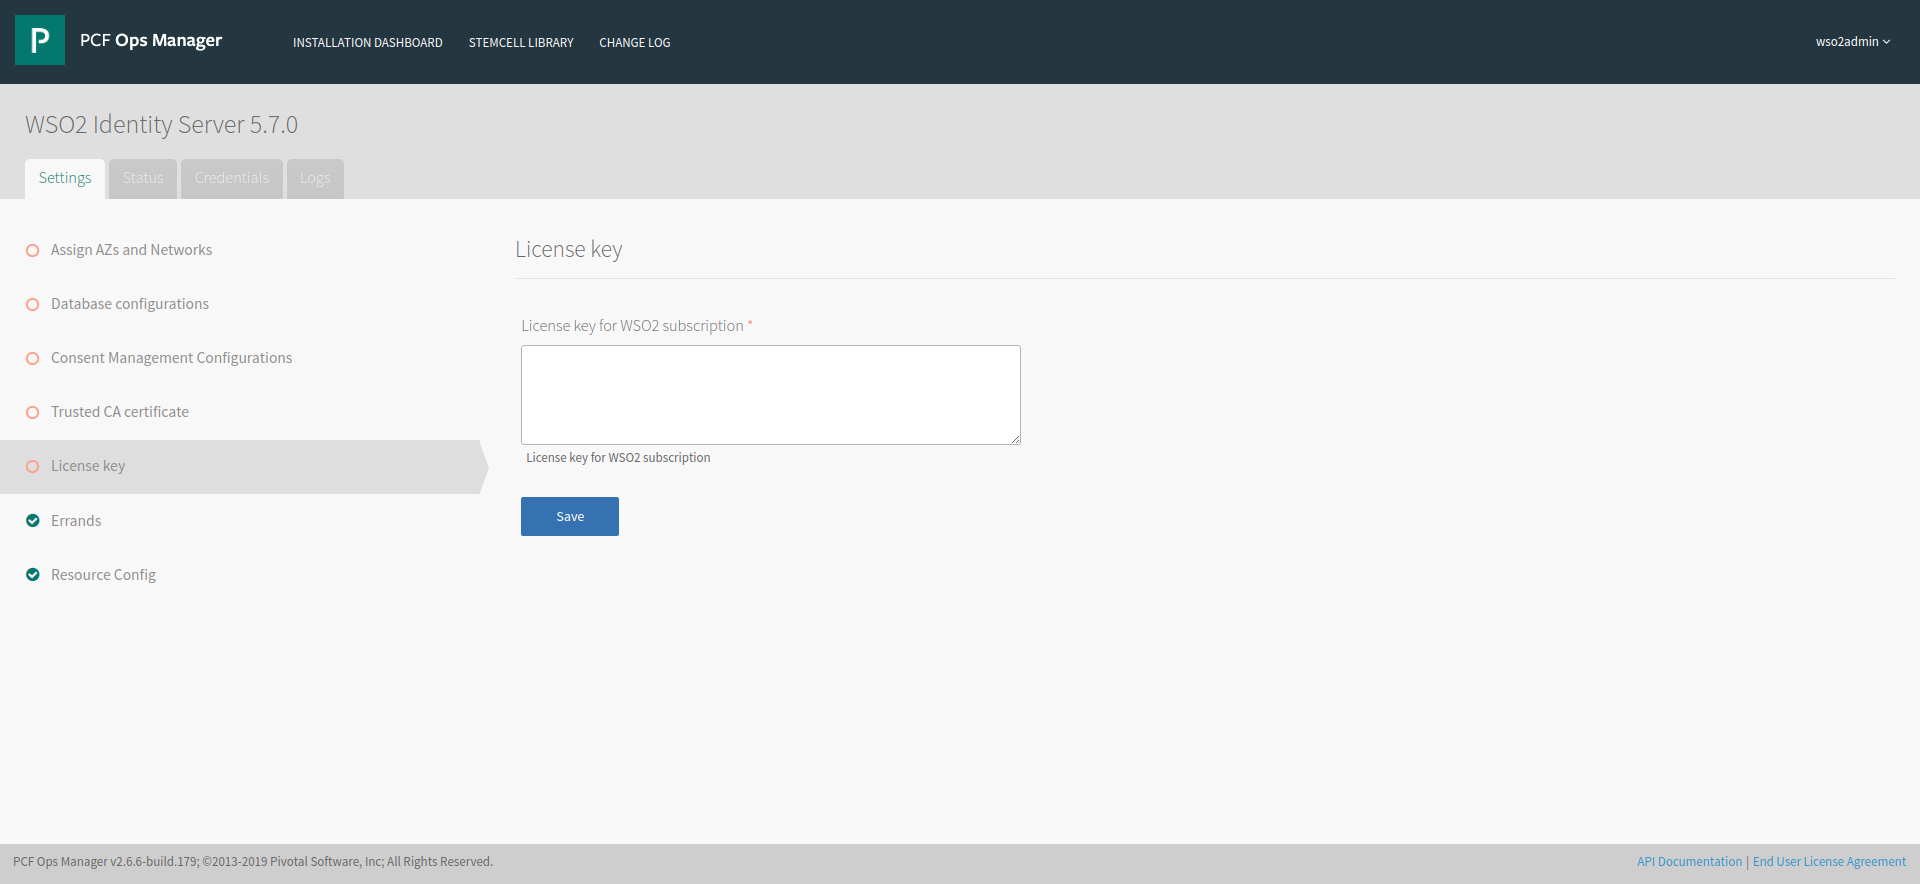 P PCF Ops Manager INSTALLATION DASHBOARD STEMCELL LIBRARY CHANGE LOG wso2admin
WSO2 Identity Server 5.7.0
Settings Status Credentials Logs
Assign AZs and Networks
Database configurations
Consent Management Configurations
Trusted CA certificate
License key
Errands
Resource Config
License key
License key for WSO2 subscription *
License key for WSO2 subscription
Save
PCF Ops Manager v2.6.6-build.179; ©2013-2019 Pivotal Software, Inc; All Rights Reserved. API Documentation | End User License Agreement